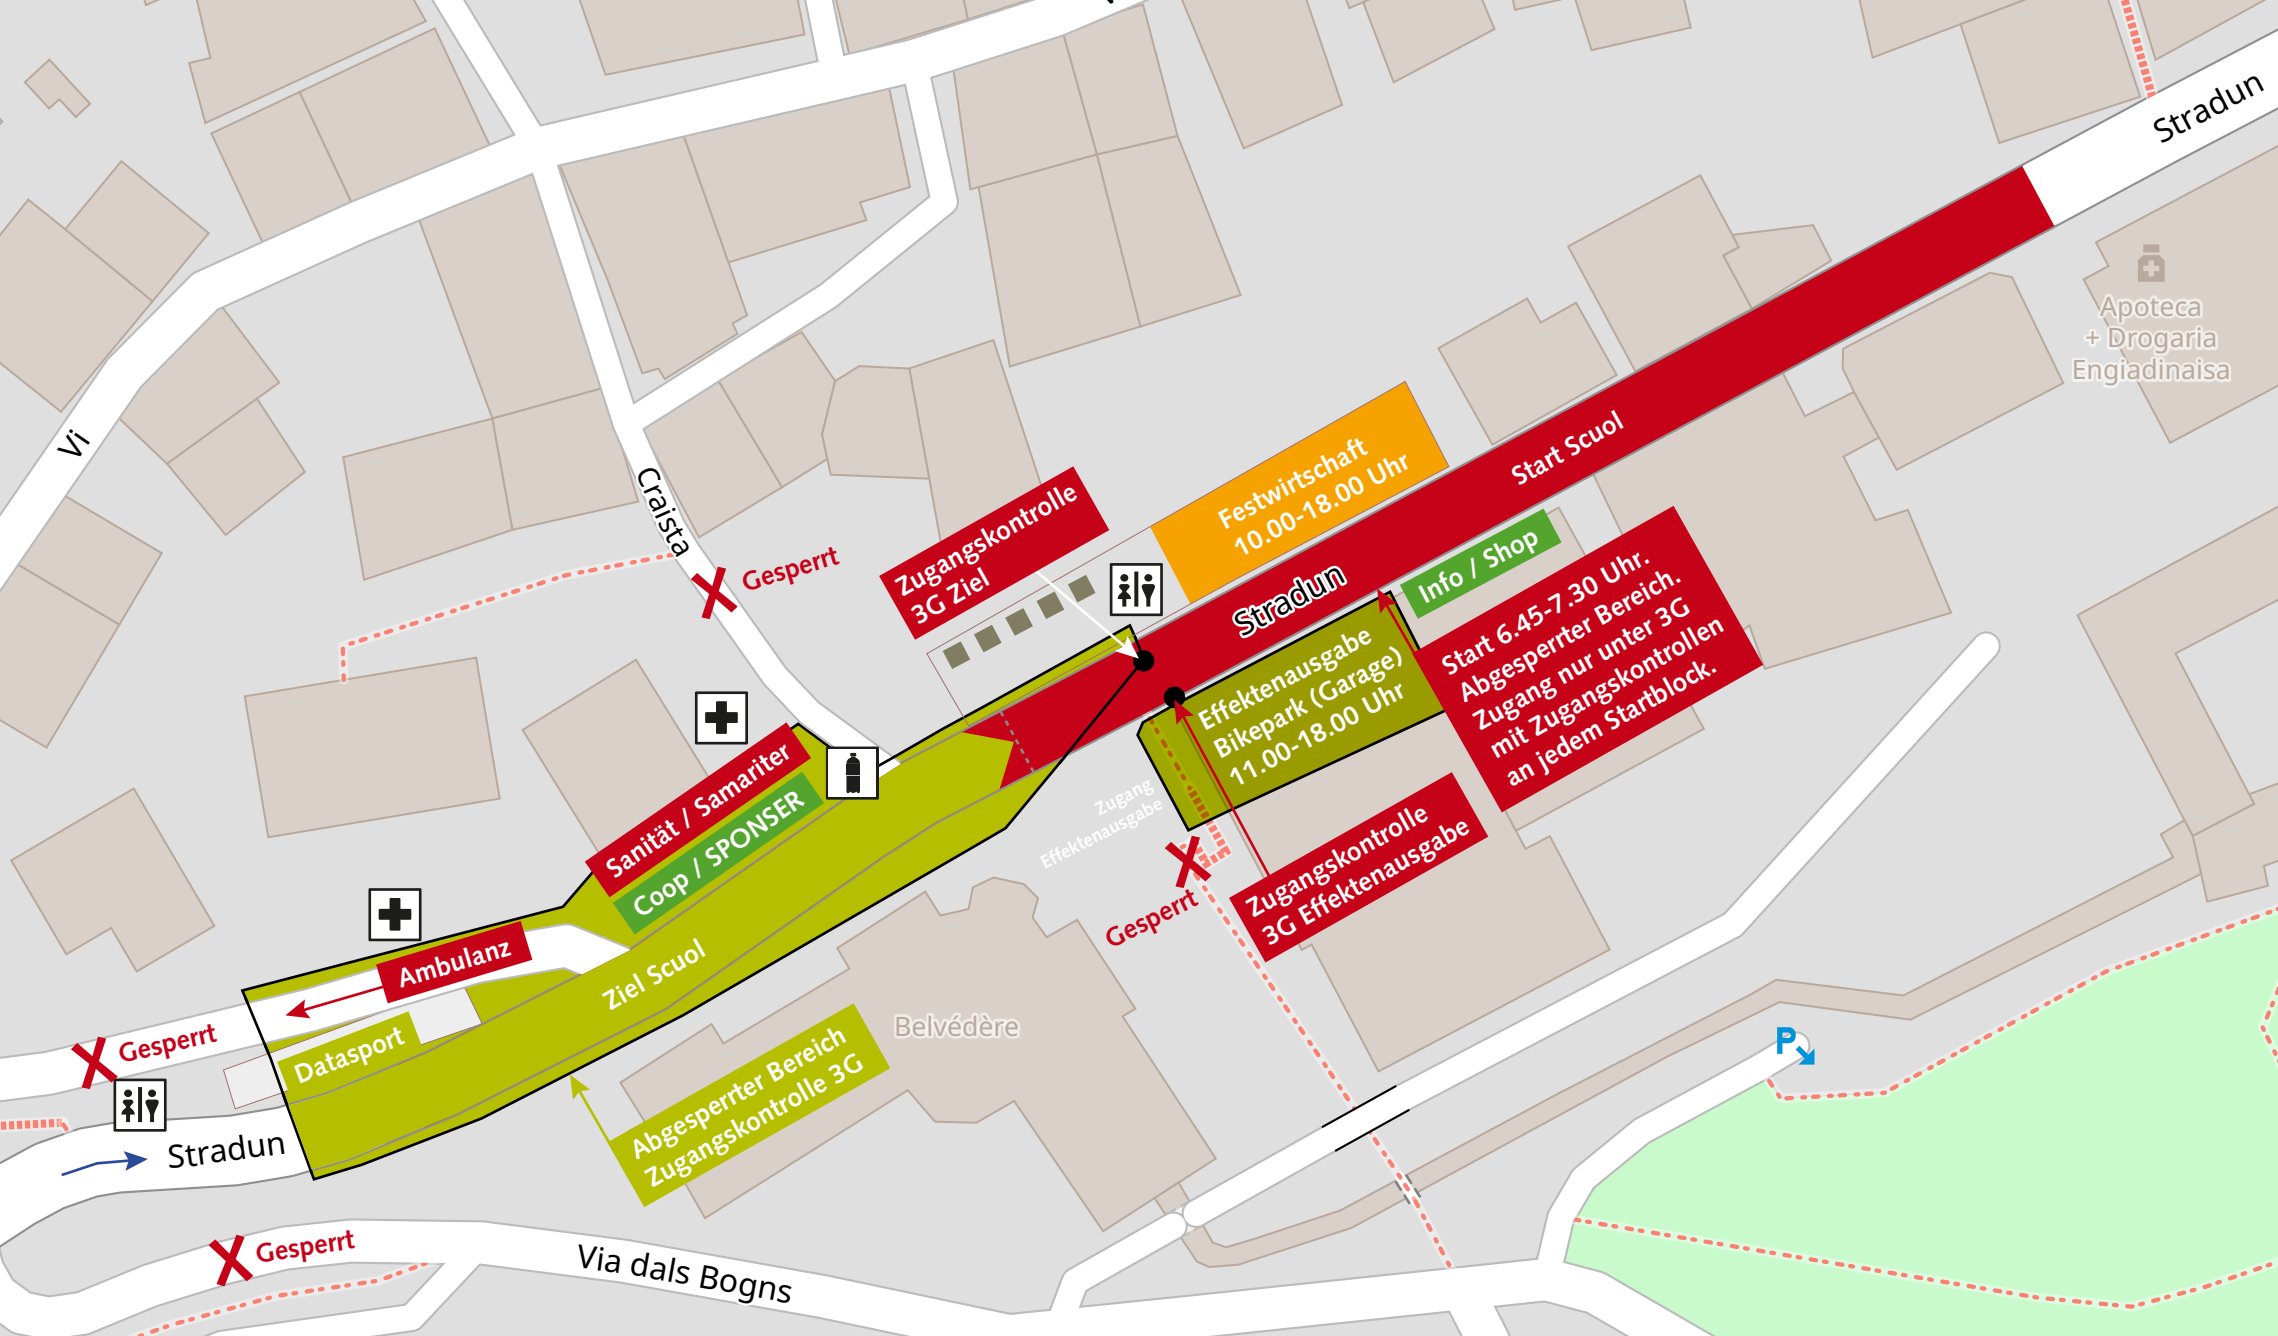 Stradun
Apoteca
+ Drogaria
Engiadinaisa
Vi
Craista
Gesperrt
Zugangskontrolle
3G Ziel
Festwirtschaft
10.00-18.00 Uhr
Start Scuol
Stradun
Info / Shop
Effektenausgabe
Bikepark (Garage)
11.00-18.00 Uhr
Start 6.45-7.30 Uhr.
Abgesperrter Bereich.
Zugang nur unter 3G
mit Zugangskontrollen
an jedem Startblock.
Zugang
Effektenausgabe
Sanität / Samariter
Coop / SPONSER
Zugangskontrolle
3G Effektenausgabe
Gesperrt
Ambulanz
Ziel Scuol
Belvédère
Gesperrt
Datasport
Abgesperrter Bereich
Zugangskontrolle 3G
P
Stradun
Gesperrt
Via dals Bogns